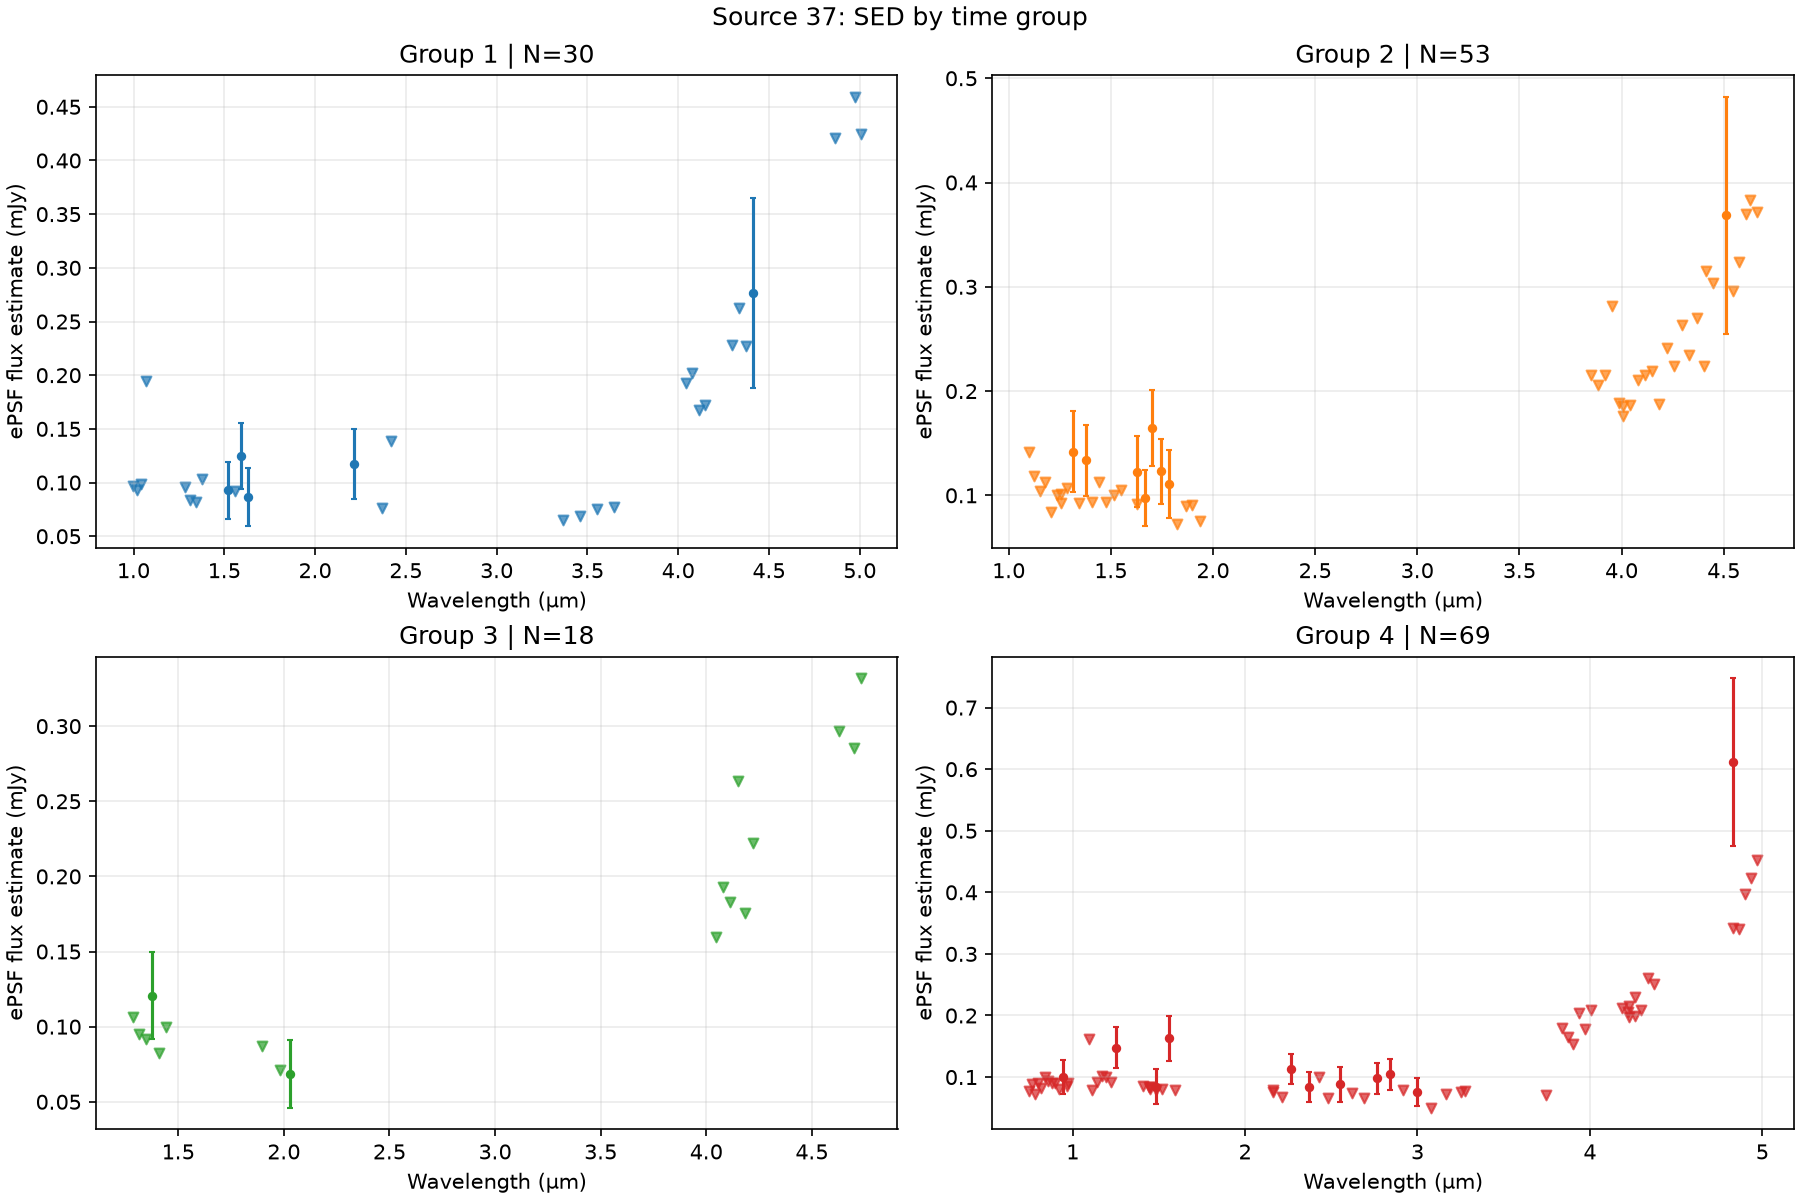 Source 37: SED by time group
Group 1 | N=30
0.45
0.40
0.35
0.30
0.25
0.20
0.15
0.10
0.05
ePSF flux estimate (mJy)
1.0 1.5 2.0 2.5 3.0 3.5 4.0 4.5 5.0
Wavelength (μm)
Group 2 | N=53
0.5
0.4
0.3
0.2
0.1
ePSF flux estimate (mJy)
1.0 1.5 2.0 2.5 3.0 3.5 4.0 4.5
Wavelength (μm)
Group 3 | N=18
0.30
0.25
0.20
0.15
0.10
0.05
ePSF flux estimate (mJy)
1.5 2.0 2.5 3.0 3.5 4.0 4.5
Wavelength (μm)
Group 4 | N=69
0.7
0.6
0.5
0.4
0.3
0.2
0.1
ePSF flux estimate (mJy)
1 2 3 4 5
Wavelength (μm)